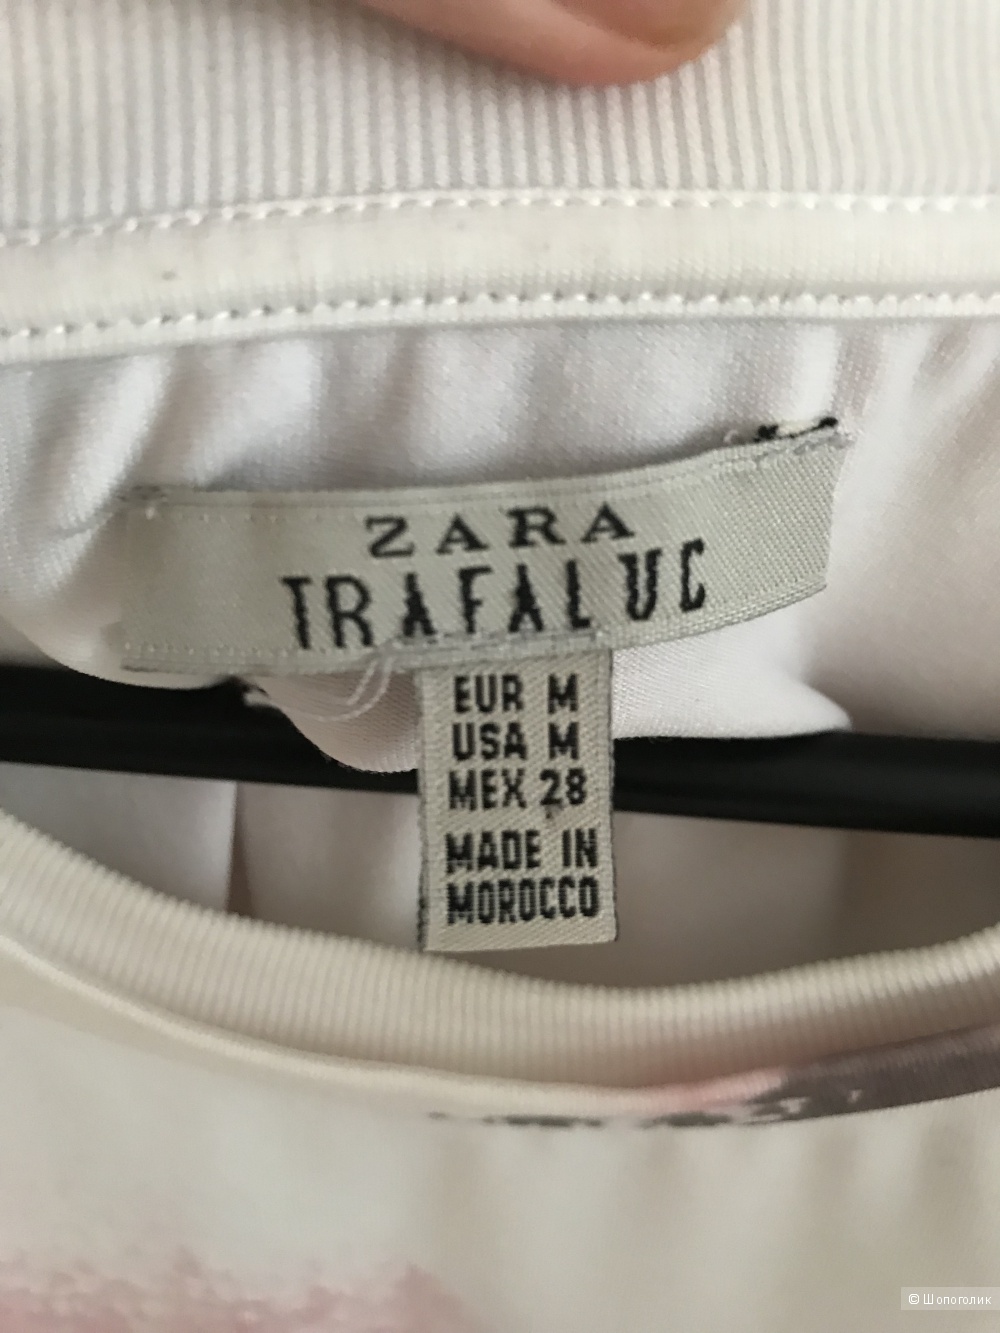 ZARA
TRAFALUC
EUR M
USA M
MEX 28
MADE IN
MOROCCO
© Шопоголик